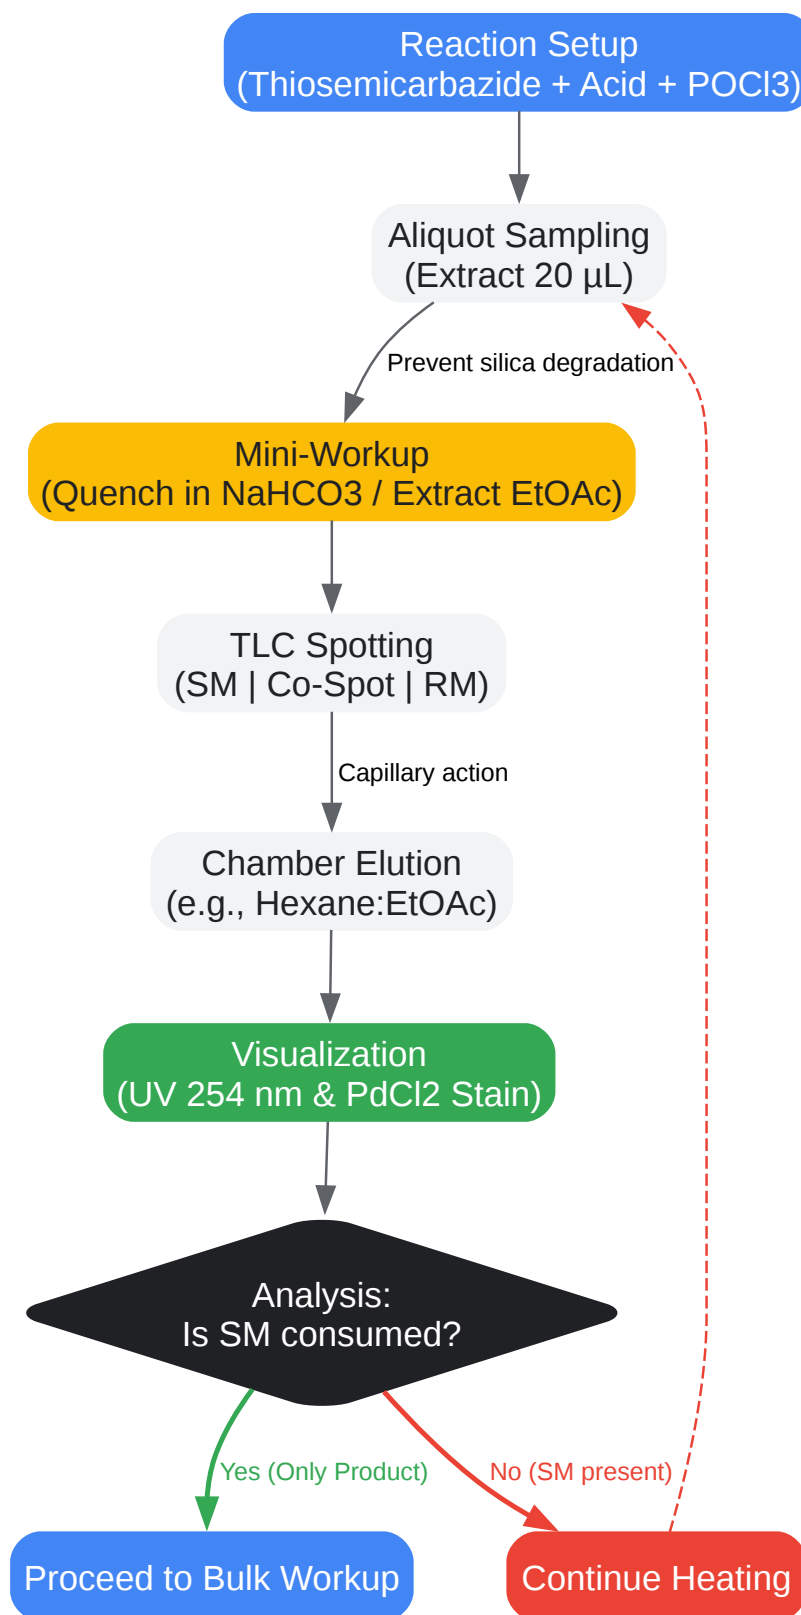 Reaction Setup
(Thiosemicarbazide + Acid + POCl3)
Aliquot Sampling
(Extract 20 µL)
Prevent silica degradation
Mini-Workup
(Quench in NaHCO3 / Extract EtOAc)
TLC Spotting
(SM | Co-Spot | RM)
Capillary action
Chamber Elution
(e.g., Hexane:EtOAc)
Visualization
(UV 254 nm & PdCl2 Stain)
Analysis:
Is SM consumed?
Yes (Only Product)
No (SM present)
Proceed to Bulk Workup
Continue Heating